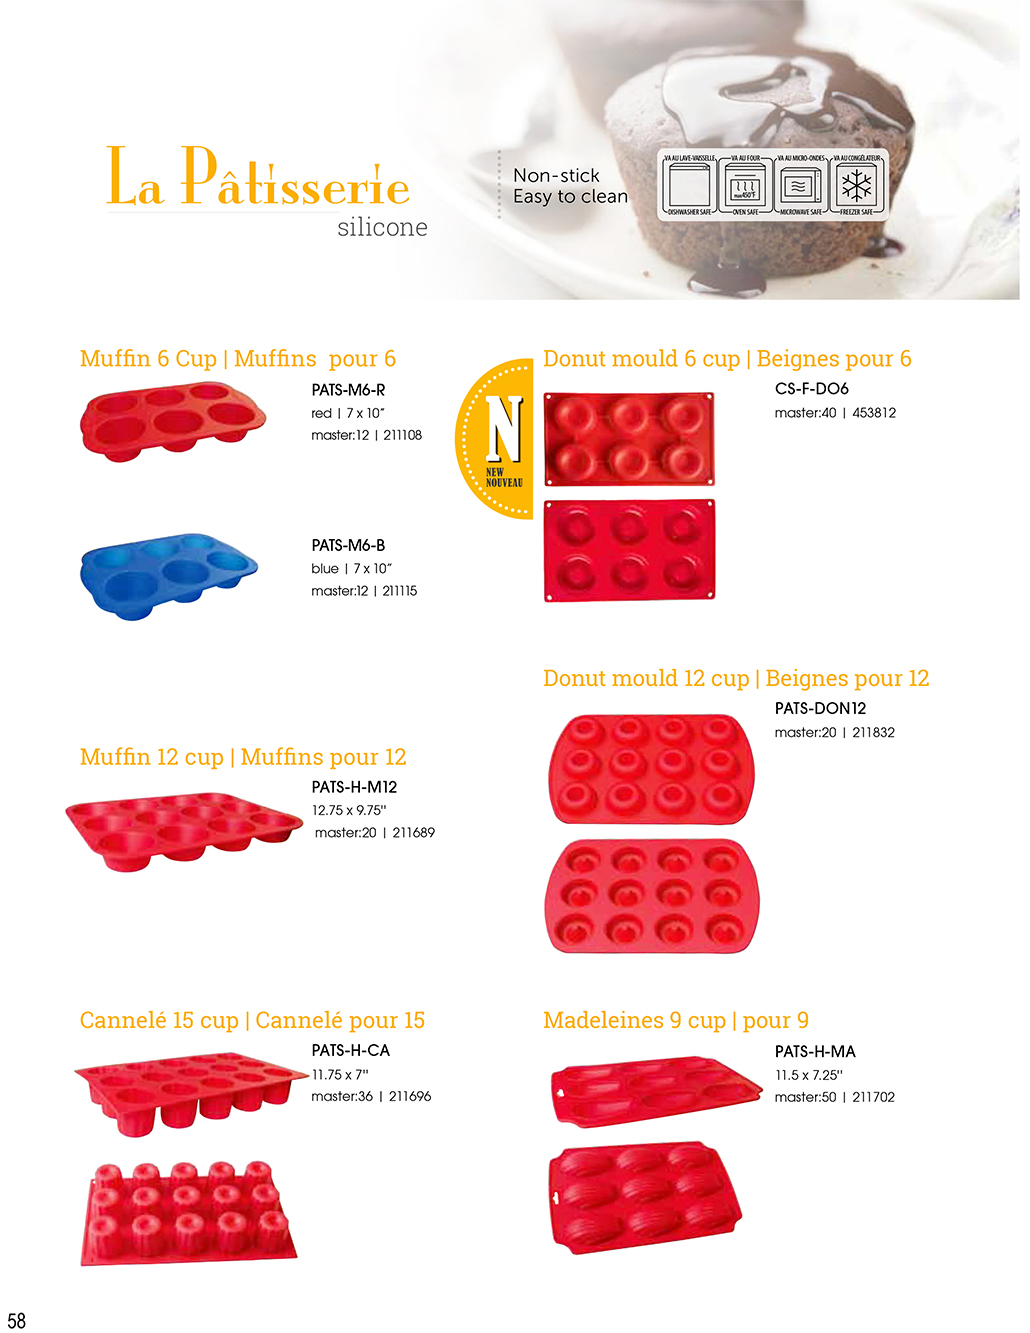 La Pâtisserie
silicone
Non-stick
Easy to clean
VA AU LAVE-VAISSELLE
DISHWASHER SAFE
VA AU FOUR
max450°F
OVEN SAFE
VA AU MICRO-ONDES
MICROWAVE SAFE
VA AU CONGÉLATEUR
FREEZER SAFE
Muffin 6 Cup | Muffins  pour 6
PATS-M6-R
red | 7 x 10”
master:12 | 211108
PATS-M6-B
blue | 7 x 10”
master:12 | 211115
Muffin 12 cup | Muffins pour 12
PATS-H-M12
12.75 x 9.75''
master:20 | 211689
Cannelé 15 cup | Cannelé pour 15
PATS-H-CA
11.75 x 7''
master:36 | 211696
N
NEW
NOUVEAU
Donut mould 6 cup | Beignes pour 6
CS-F-DO6
master:40 | 453812
Donut mould 12 cup | Beignes pour 12
PATS-DON12
master:20 | 211832
Madeleines 9 cup | pour 9
PATS-H-MA
11.5 x 7.25''
master:50 | 211702
58